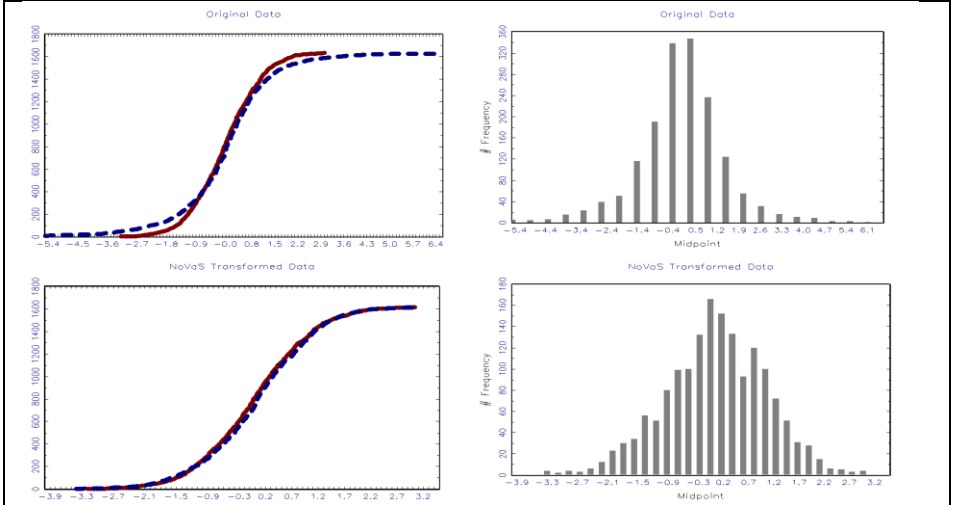 Original Data
0 200 400 600 800 1000 1200 1400 1600 1800
−5.4 −4.5 −3.6 −2.7 −1.8 −0.9 −0.0 0.8 1.5 2.2 2.9 3.6 4.3 5.0 5.7 6.4
Original Data
# Frequency
0 40 80 120 160 200 240 280 320 360
−5.4 −4.4 −3.4 −2.4 −1.4 −0.4 0.5 1.2 1.9 2.6 3.3 4.0 4.7 5.4 6.1
Midpoint
NoVaS Transformed Data
0 200 400 600 800 1000 1200 1400 1600 1800
−3.9 −3.3 −2.7 −2.1 −1.5 −0.9 −0.3 0.2 0.7 1.2 1.7 2.2 2.7 3.2
NoVaS Transformed Data
# Frequency
0 20 40 60 80 100 120 140 160 180
−3.9 −3.3 −2.7 −2.1 −1.5 −0.9 −0.3 0.2 0.7 1.2 1.7 2.2 2.7 3.2
Midpoint